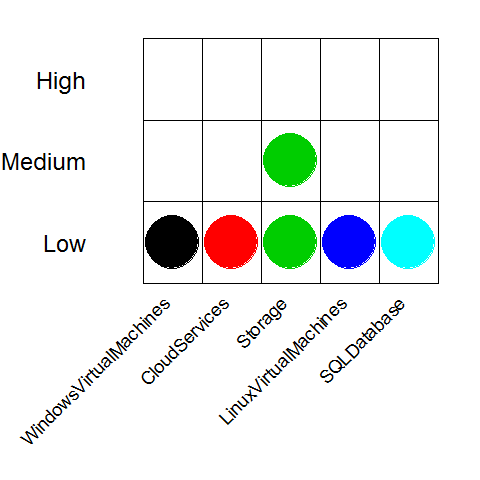 High
Medium
Low
WindowsVirtualMachines
CloudServices
Storage
LinuxVirtualMachines
SQLDatabase